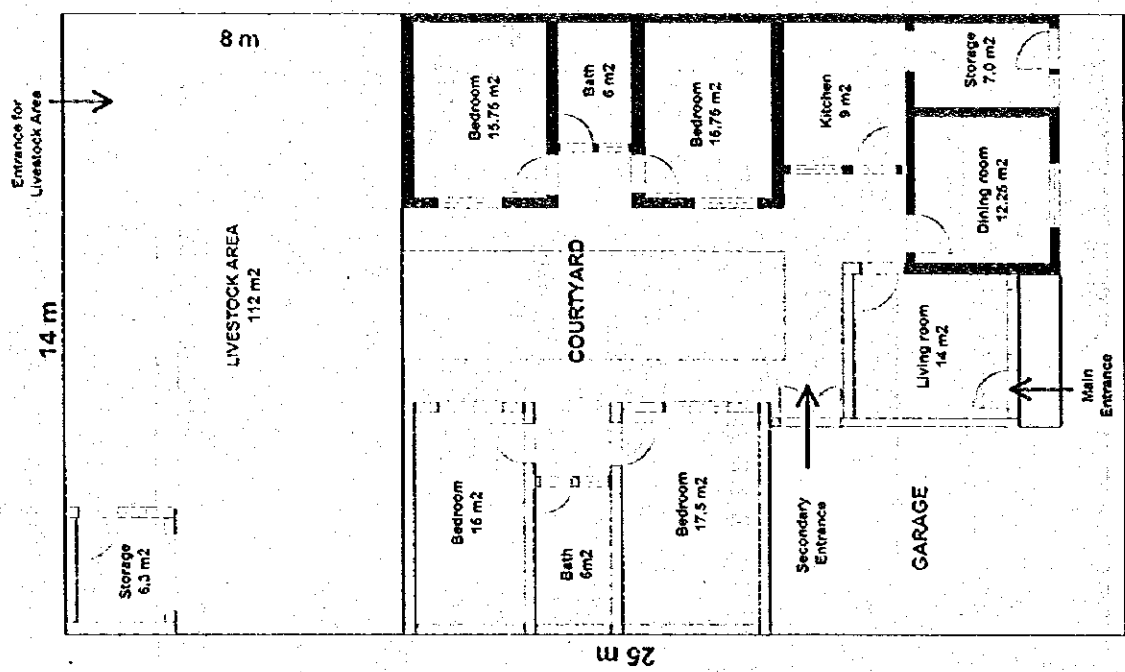 14 m
Entrance for
Livestock Area
8 m
Storage
6.3 m2
LIVESTOCK AREA
112 m2
Bedroom
16 m2
Bedroom
15.75 m2
Bath
6m2
COURTYARD
Bath
6 m2
Bedroom
17.5 m2
Bedroom
16,75 m2
25 m
Secondary
Entrance
Kitchen
9 m2
GARAGE
Living room
14 m2
Dining room
12.25 m2
Storage
7.0 m2
Main
Entrance